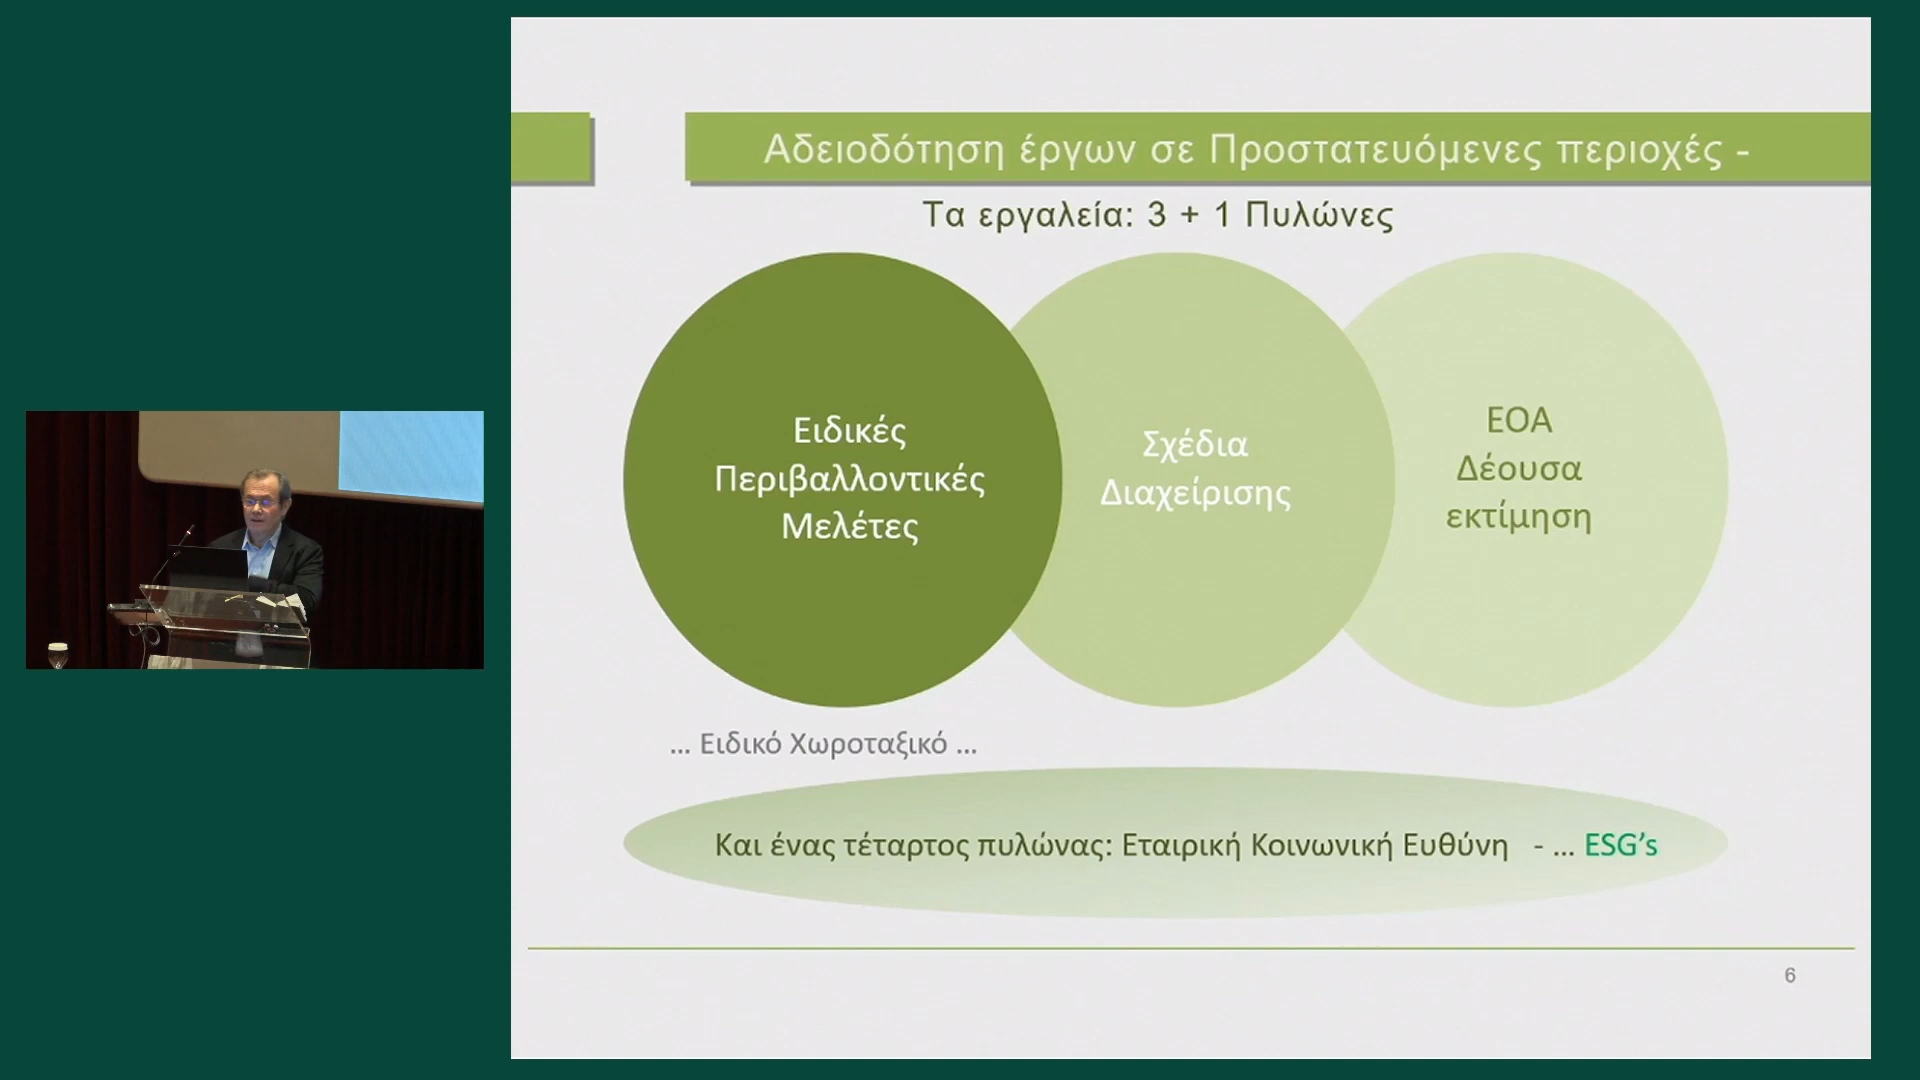 Αδειοδότηση έργων σε Προστατευόμενες περιοχές -
Τα εργαλεία: 3 + 1 Πυλώνες
Ειδικές
Περιβαλλοντικές
Μελέτες
Σχέδια
Διαχείρισης
ΕΟΑ
Δέουσα
εκτίμηση
... Ειδικό Χωροταξικό ...
Και ένας τέταρτος πυλώνας: Εταιρική Κοινωνική Ευθύνη - ... ESG’s
6